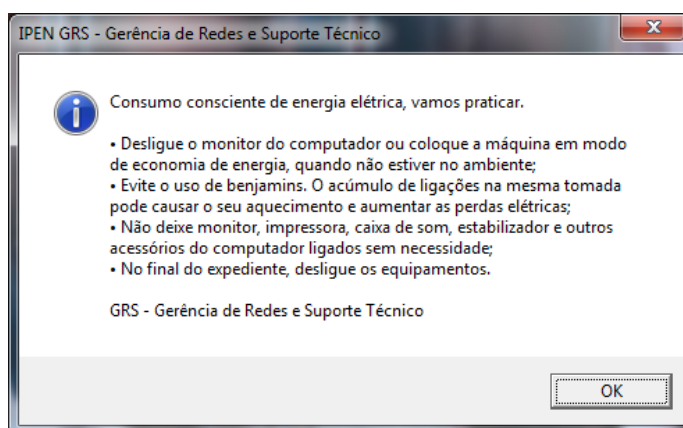 IPEN GRS - Gerência de Redes e Suporte Técnico
Consumo consciente de energia elétrica, vamos praticar.
• Desligue o monitor do computador ou coloque a máquina em modo
de economia de energia, quando não estiver no ambiente;
• Evite o uso de benjamins. O acúmulo de ligações na mesma tomada
pode causar o seu aquecimento e aumentar as perdas elétricas;
• Não deixe monitor, impressora, caixa de som, estabilizador e outros
acessórios do computador ligados sem necessidade;
• No final do expediente, desligue os equipamentos.
GRS - Gerência de Redes e Suporte Técnico
OK